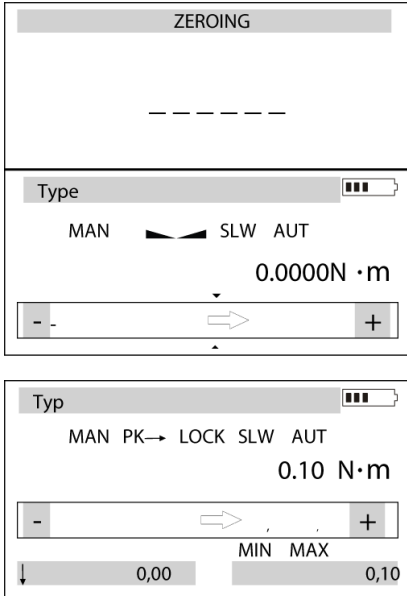 ZEROING
– – – – – –
Type
MAN SLW AUT
0.0000N ·m
- - +
Typ
MAN PK→ LOCK SLW AUT
0.10 N·m
- , , +
MIN MAX
↓ 0,00 0,10